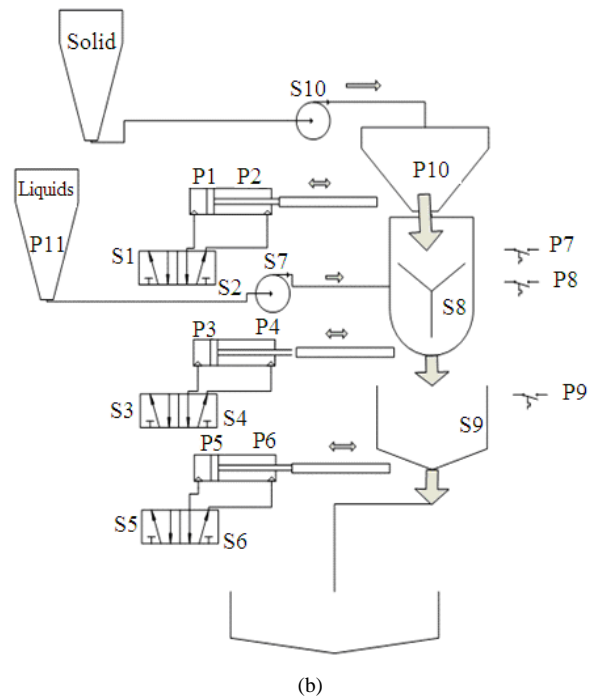 Solid
S10
P10
Liquids
P11
P1 P2
S1
S2
S7
P7
P8
S8
P3 P4
S3
S4
P9
S9
P5 P6
S5
S6
(b)